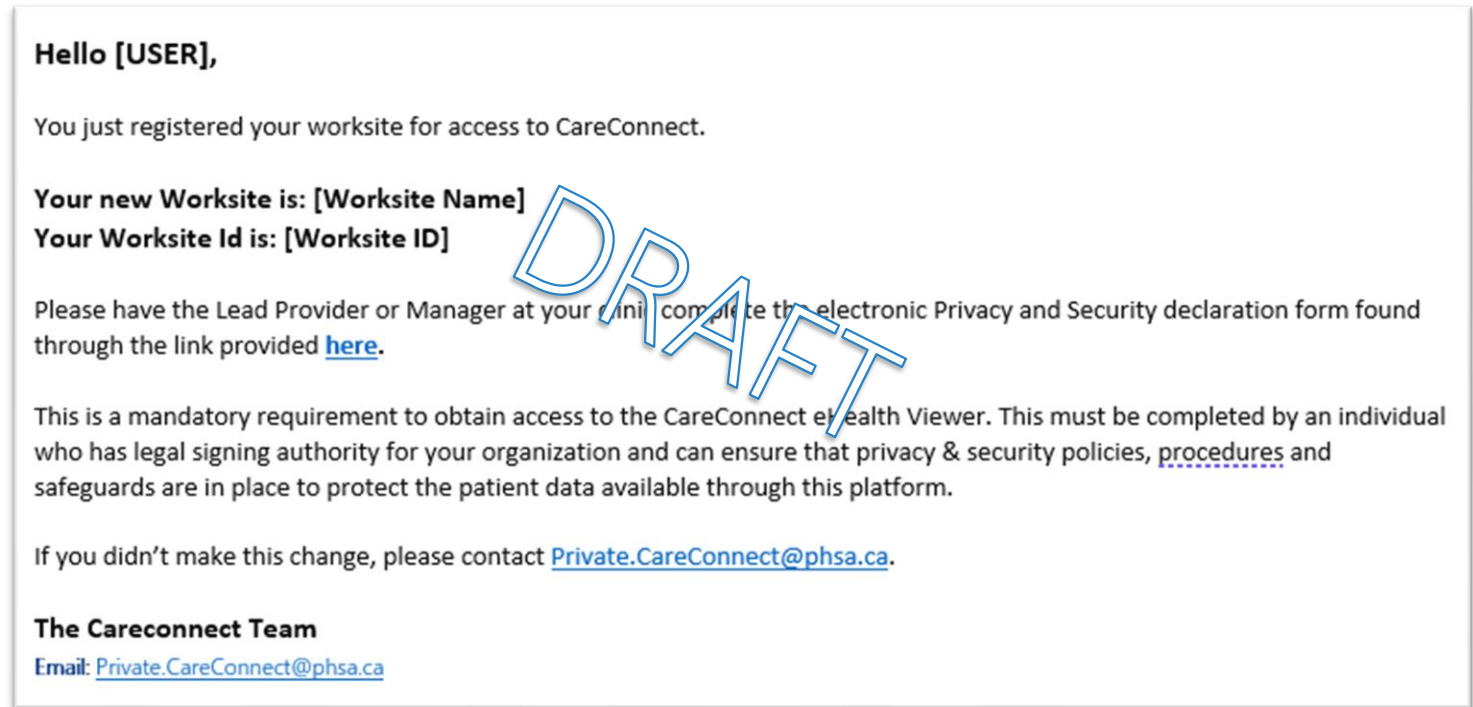 Hello [USER],
You just registered your worksite for access to CareConnect.
Your new Worksite is: [Worksite Name]
Your Worksite Id is: [Worksite ID]
DRAFT
Please have the Lead Provider or Manager at your clinic complete the electronic Privacy and Security declaration form found
through the link provided here.
This is a mandatory requirement to obtain access to the CareConnect eHealth Viewer. This must be completed by an individual
who has legal signing authority for your organization and can ensure that privacy & security policies, procedures and
safeguards are in place to protect the patient data available through this platform.
If you didn't make this change, please contact Private.CareConnect@phsa.ca.
The Careconnect Team
Email: Private.CareConnect@phsa.ca